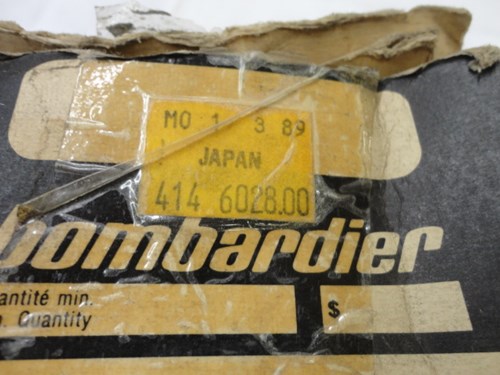 MO 1 3 89
JAPAN
414 6028.00
bombardier
antité min.
$
. Quantity